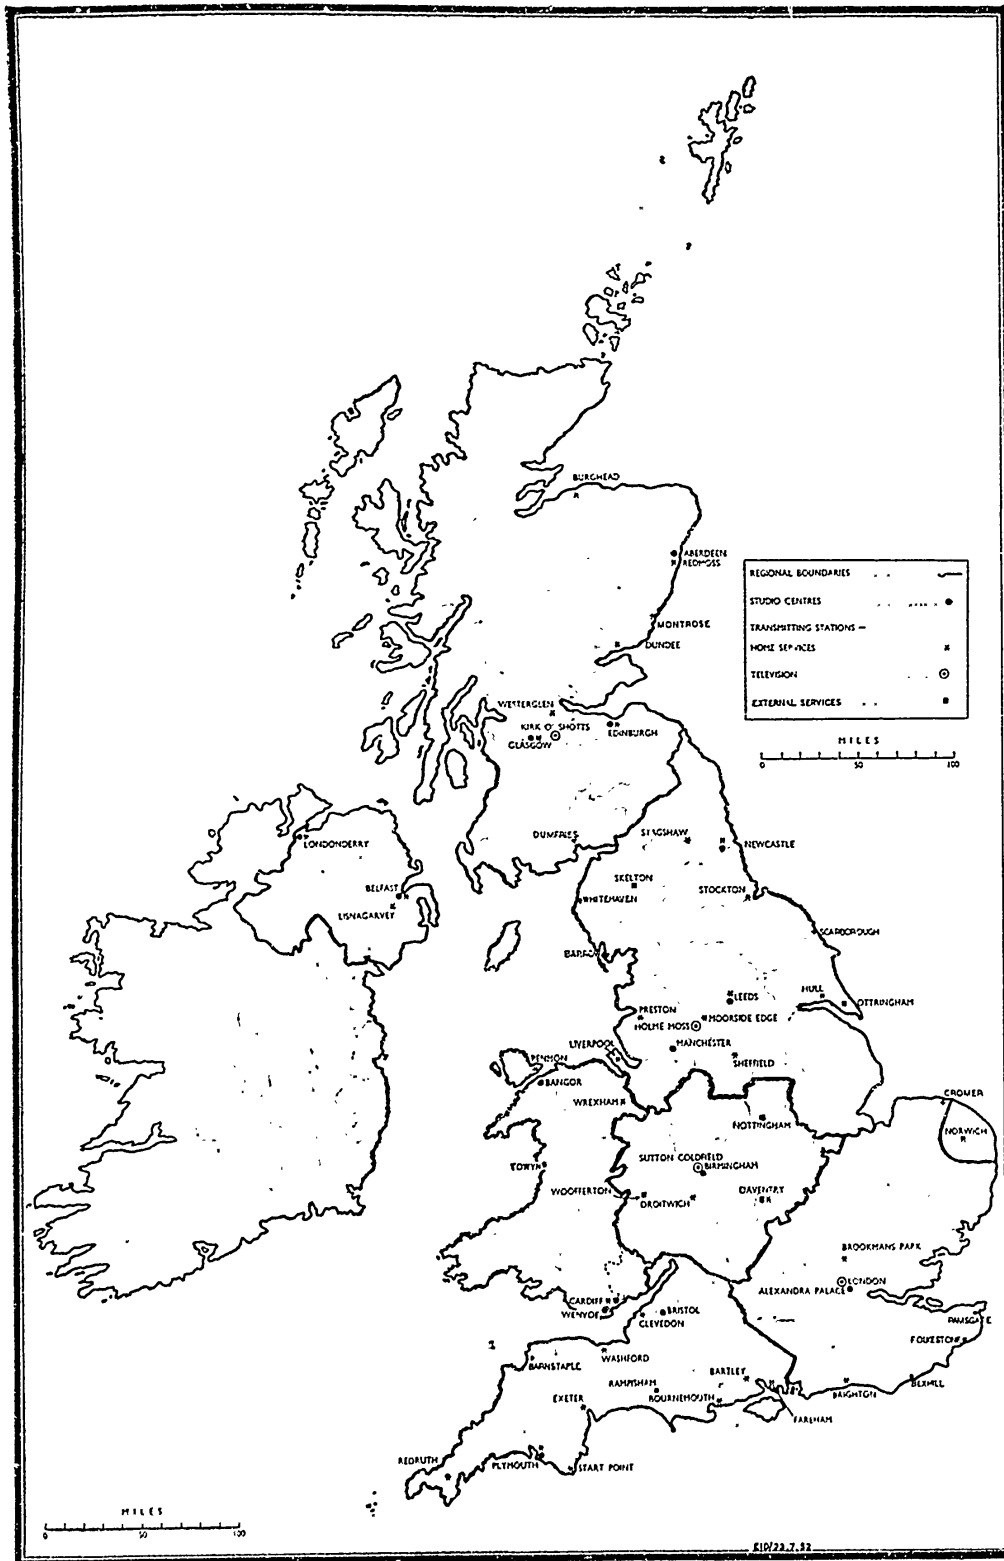 BURGHEAD
ABERDEEN
REDMOSS
REGIONAL BOUNDARIES
STUDIO CENTRES
TRANSMITTING STATIONS —
HOME SERVICES
TELEVISION
EXTERNAL SERVICES
MILES
0 50 100
MONTROSE
DUNDEE
WESTERGLEN
KIRK O' SHOTTS
GLASGOW
EDINBURGH
DUMFRIES
STAGSHAW
NEWCASTLE
LONDONDERRY
BELFAST
LISNAGARVEY
SKELTON
WHITEHAVEN
STOCKTON
SCARBOROUGH
BARROW
LEEDS
HULL
OTTRINGHAM
PRESTON
MOORSIDE EDGE
HOLME MOSS
LIVERPOOL
MANCHESTER
SHEFFIELD
PENMON
BANGOR
WREXHAM
NOTTINGHAM
CROMER
NORWICH
TOWYN
SUTTON COLDFIELD
BIRMINGHAM
WOOFFERTON
DROITWICH
DAVENTRY
BROOKMANS PARK
LONDON
ALEXANDRA PALACE
RAMSGATE
FOLKESTONE
CARDIFF
WENVOE
BRISTOL
CLEVEDON
WASHFORD
BARNSTAPLE
BARTLEY
RAMPISHAM
BOURNEMOUTH
EXETER
FAREHAM
BRIGHTON
BEXHILL
REDRUTH
PLYMOUTH
START POINT
MILES
0 50 100